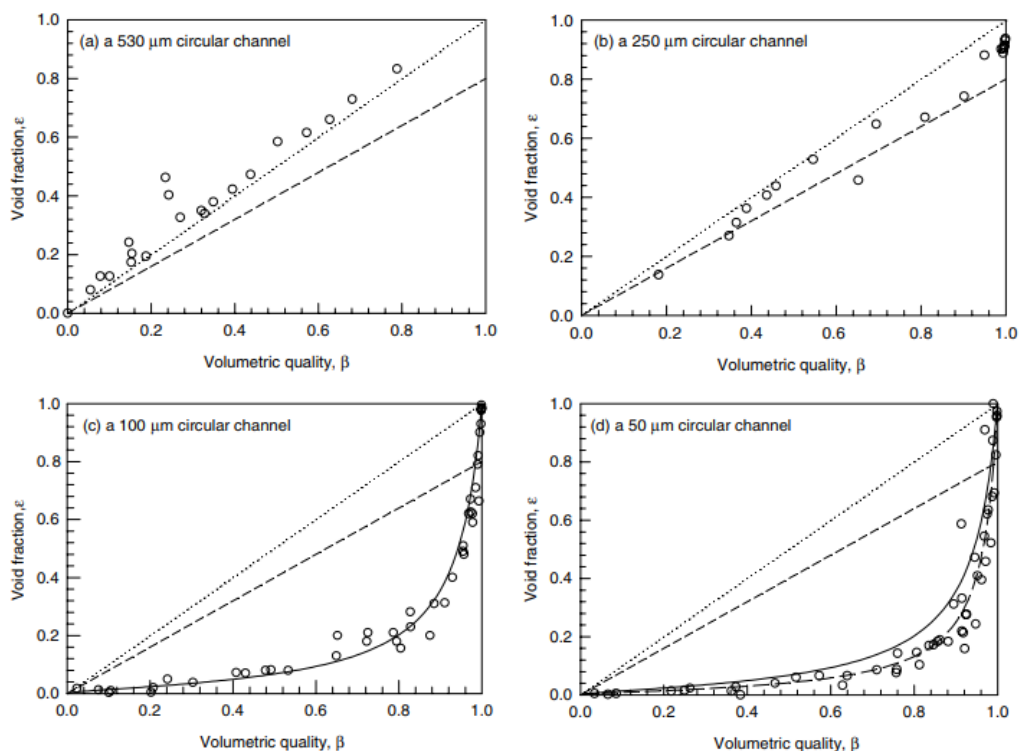 (a) a 530 μm circular channel
Void fraction,ε
1.0
0.8
0.6
0.4
0.2
0.0
0.0 0.2 0.4 0.6 0.8 1.0
Volumetric quality, β
(b) a 250 μm circular channel
Void fraction, ε
1.0
0.8
0.6
0.4
0.2
0.0
0.0 0.2 0.4 0.6 0.8 1.0
Volumetric quality, β
(c) a 100 μm circular channel
Void fraction,ε
1.0
0.8
0.6
0.4
0.2
0.0
0.0 0.2 0.4 0.6 0.8 1.0
Volumetric quality, β
(d) a 50 μm circular channel
Void fraction, ε
1.0
0.8
0.6
0.4
0.2
0.0
0.0 0.2 0.4 0.6 0.8 1.0
Volumetric quality, β